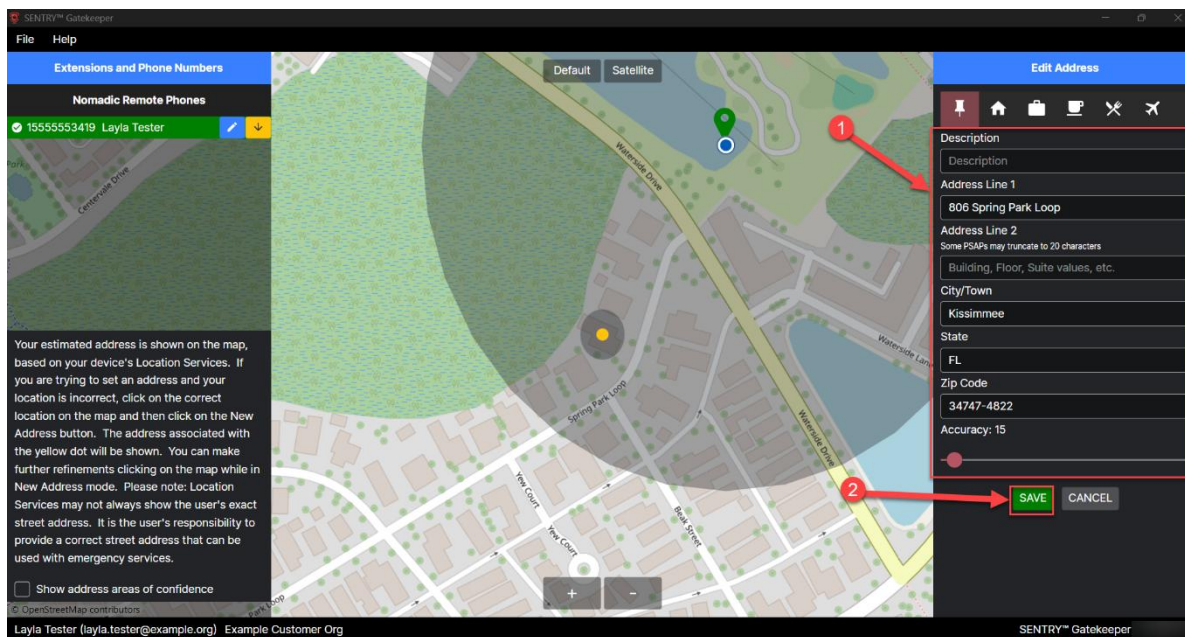 SENTRY™ Gatekeeper
File Help
Extensions and Phone Numbers
Nomadic Remote Phones
15555553419 Layla Tester
Park
Centervale Drive
Your estimated address is shown on the map,
based on your device's Location Services. If
you are trying to set an address and your
location is incorrect, click on the correct
location on the map and then click on the New
Address button. The address associated with
the yellow dot will be shown. You can make
further refinements clicking on the map while in
New Address mode. Please note: Location
Services may not always show the user's exact
street address. It is the user's responsibility to
provide a correct street address that can be
used with emergency services.
Show address areas of confidence
© OpenStreetMap contributors
Default Satellite
Waterside Drive
Waterside Lane
Spring Park Loop
Waterside Drive
Yew Court
Beak Street
Yew Court
Park Loop
+ -
1
2
Edit Address
Description
Description
Address Line 1
806 Spring Park Loop
Address Line 2
Some PSAPs may truncate to 20 characters
Building, Floor, Suite values, etc.
City/Town
Kissimmee
State
FL
Zip Code
34747-4822
Accuracy: 15
SAVE CANCEL
Layla Tester (layla.tester@example.org) Example Customer Org
SENTRY™ Gatekeeper